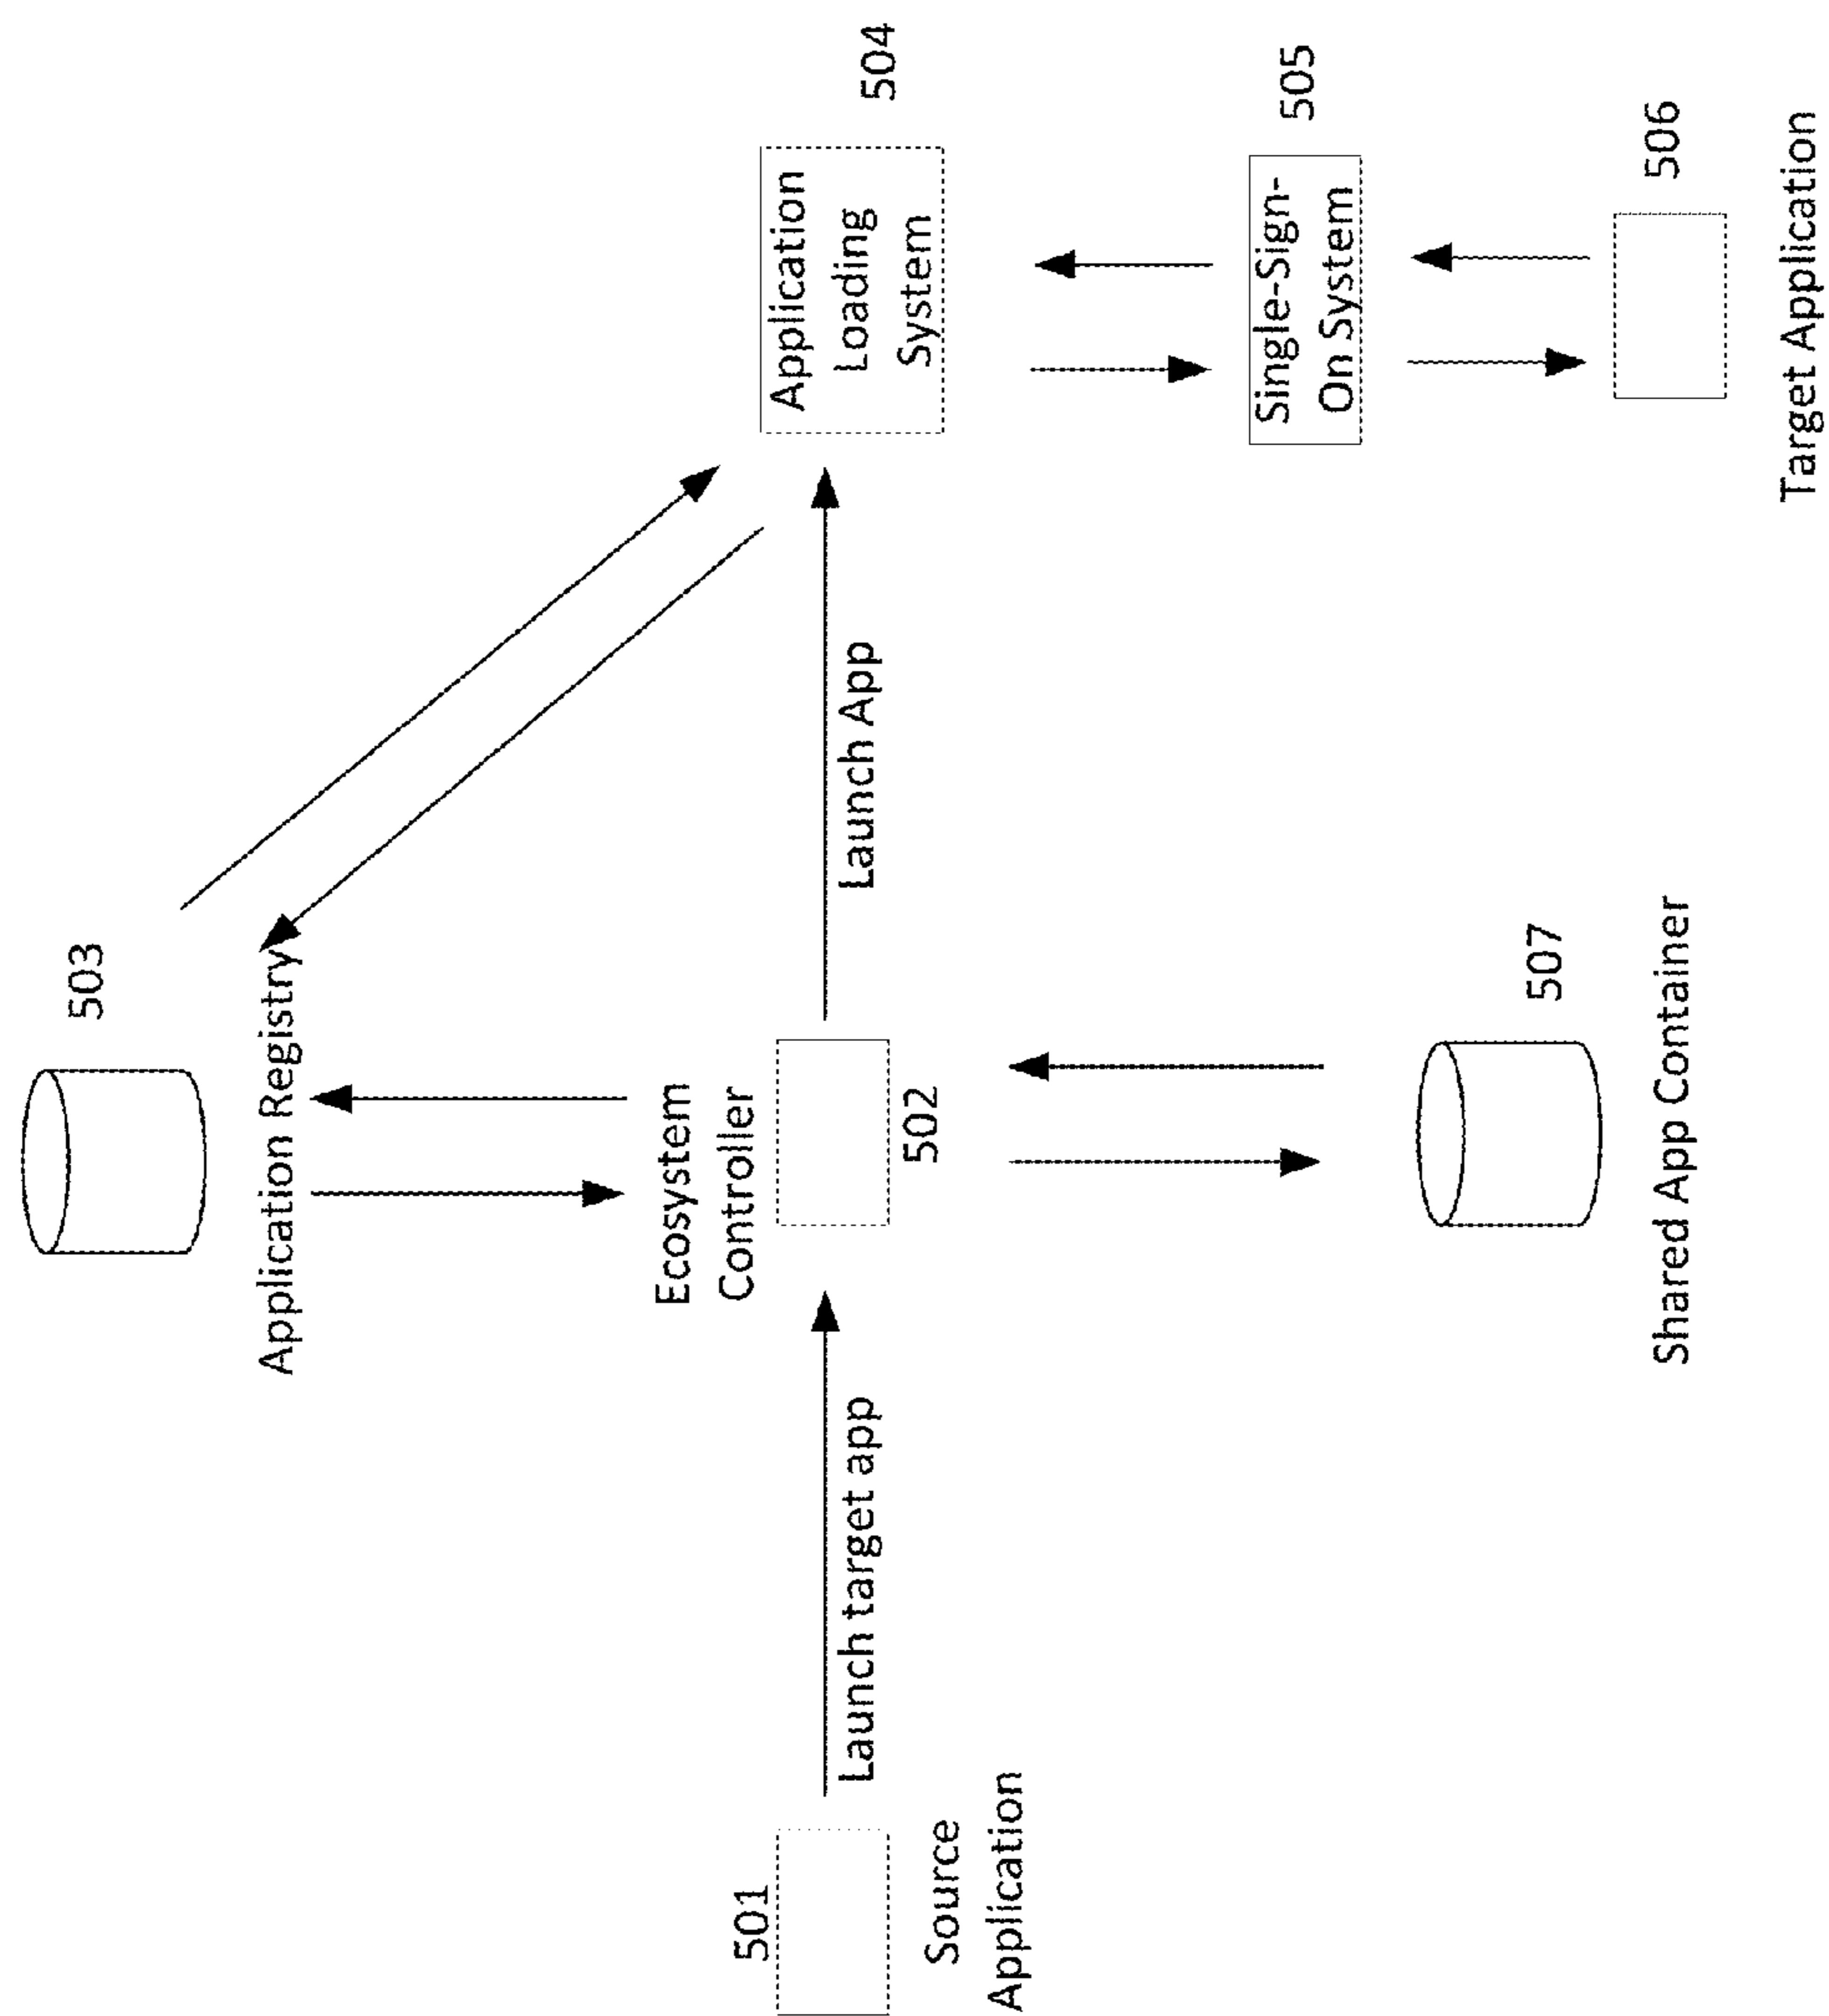 503
Application Registry
504
Application
Loading
System
Ecosystem
Controller
501
Launch target app
502
Launch App
Source
Application
Single-Sign-
On System
505
507
Shared App Container
506
Target Application